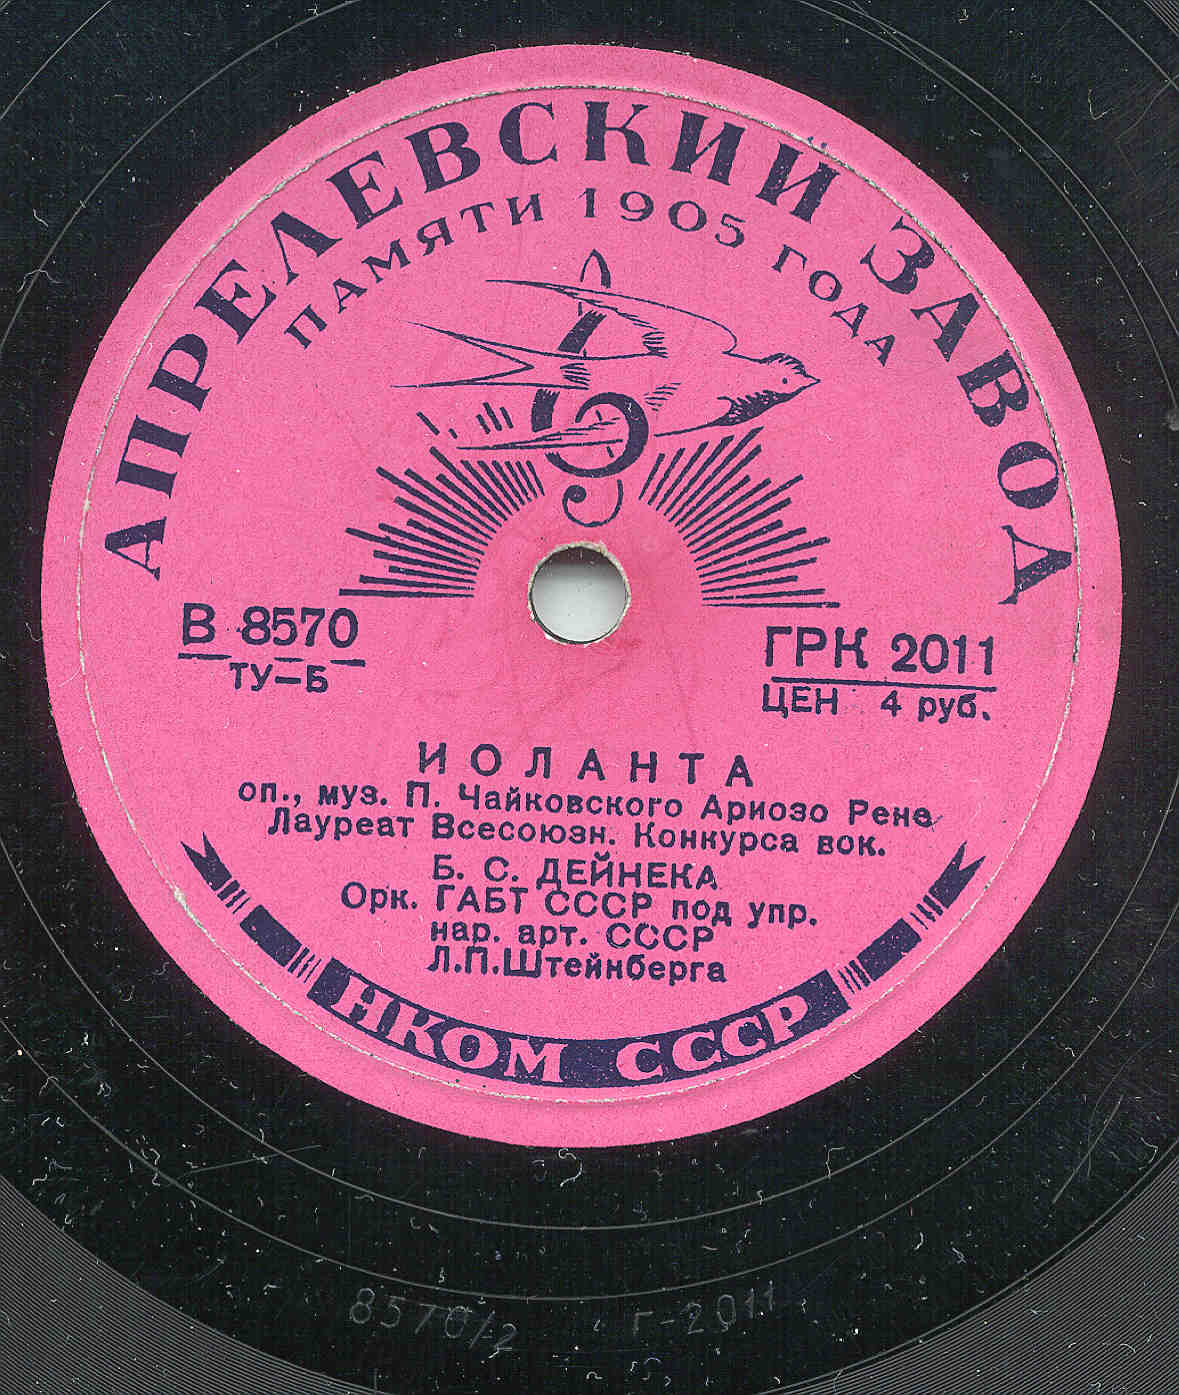 АПРЕЛЕВСКИЙ ЗАВОД
ПАМЯТИ 1905 ГОДА
В 8570
ТУ—Б
ГРК 2011
ЦЕН 4 руб.
ИОЛАНТА
оп., муз. П. Чайковского Ариозо Рене
Лауреат Всесоюзн. Конкурса вок.
Б. С. ДЕЙНЕКА
Орк. ГАБТ СССР под упр.
нар. арт. СССР
Л.П.Штейнберга
НКОМ СССР
8570/2 Г-2011